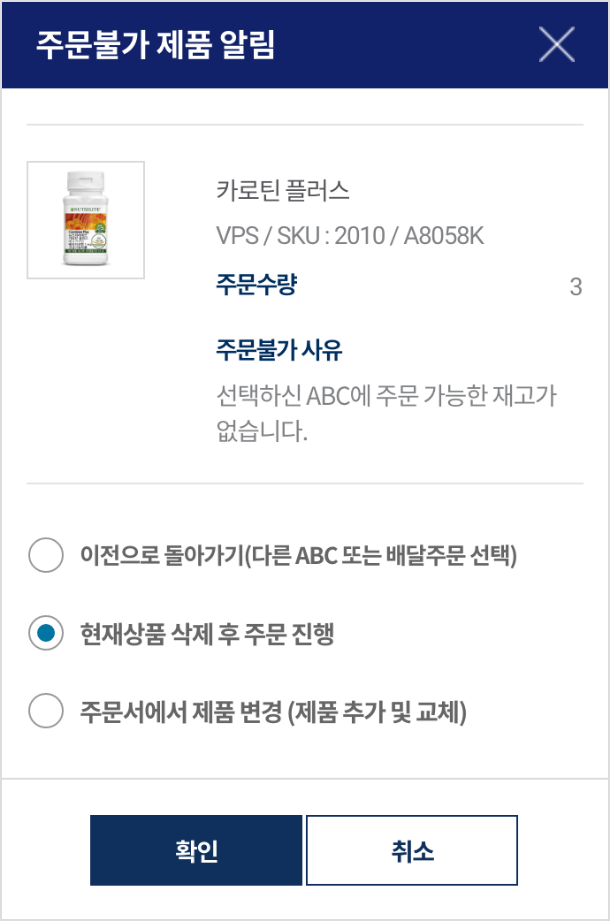 주문불가 제품 알림
NUTRILITE
카로틴 플러스
VPS / SKU : 2010 / A8058K
주문수량
3
주문불가 사유
선택하신 ABC에 주문 가능한 재고가
없습니다.
이전으로 돌아가기(다른 ABC 또는 배달주문 선택)
현재상품 삭제 후 주문 진행
주문서에서 제품 변경 (제품 추가 및 교체)
확인
취소